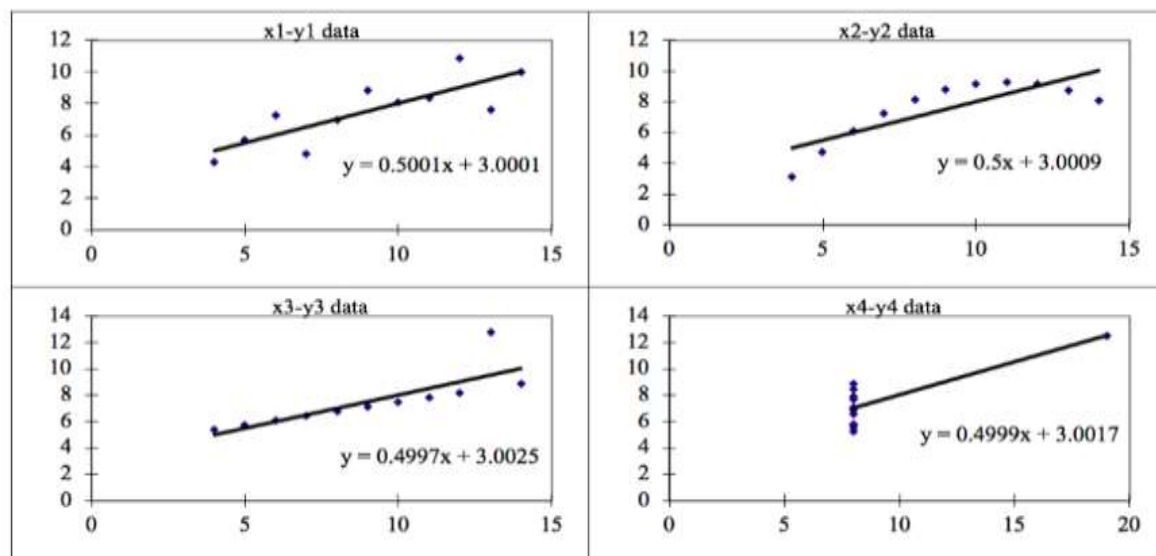 x1-y1 data
12
10
8
6
4
2
0
y = 0.5001x + 3.0001
0 5 10 15
x2-y2 data
12
10
8
6
4
2
0
y = 0.5x + 3.0009
0 5 10 15
x3-y3 data
14
12
10
8
6
4
2
0
y = 0.4997x + 3.0025
0 5 10 15
x4-y4 data
14
12
10
8
6
4
2
0
y = 0.4999x + 3.0017
0 5 10 15 20